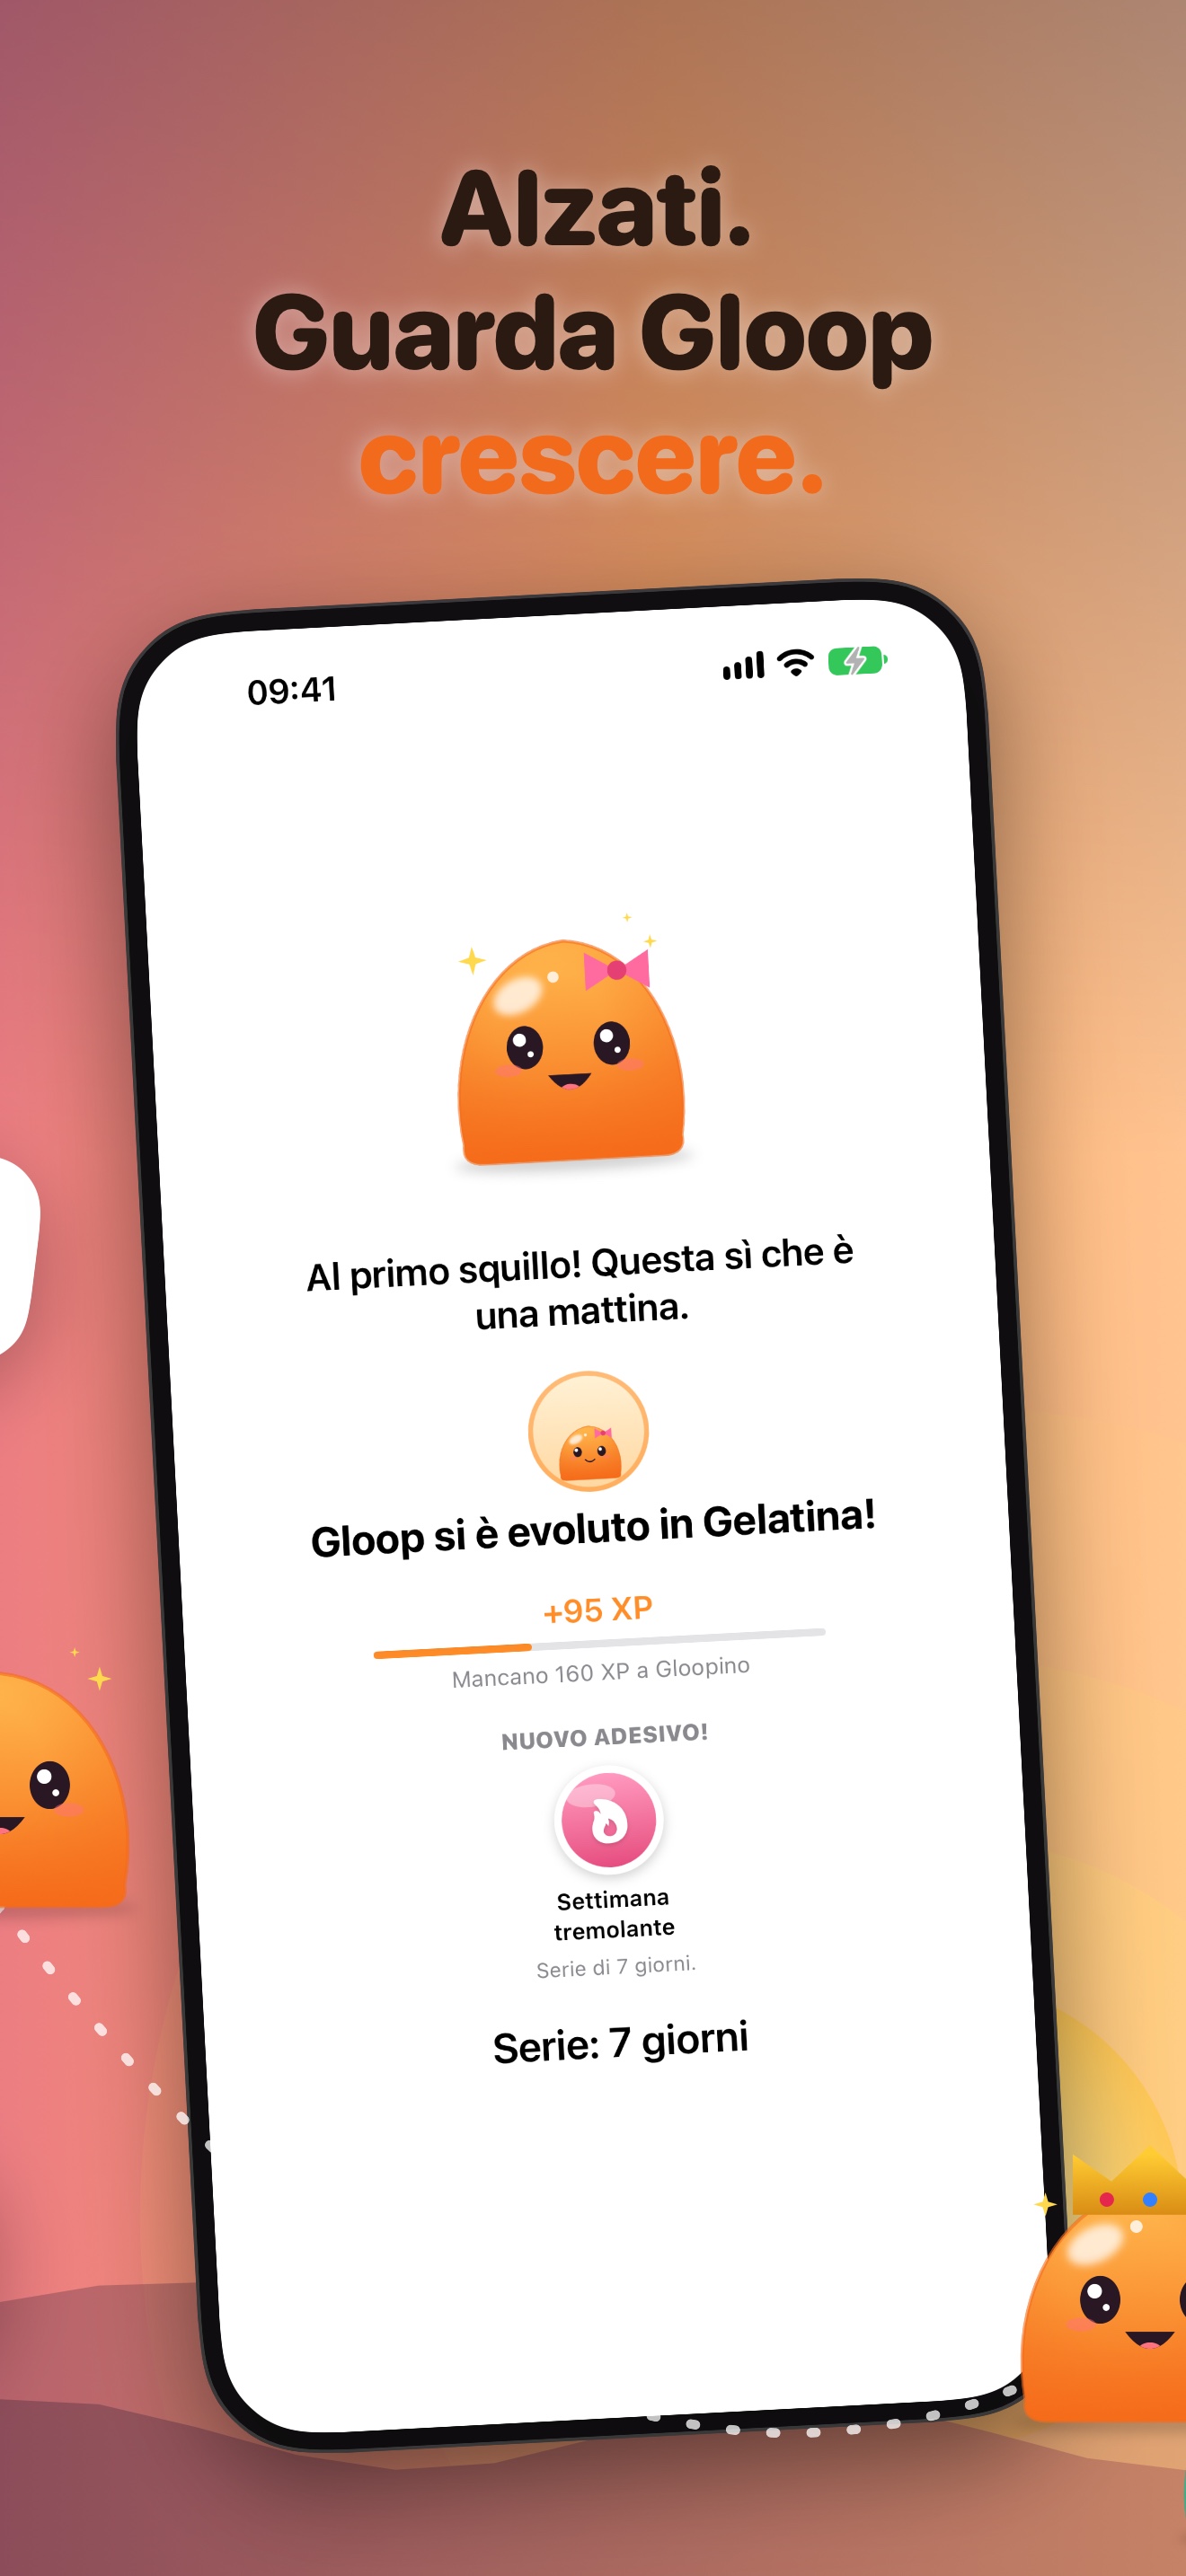 Alzati.
Guarda Gloop
crescere.
09:41
Al primo squillo! Questa sì che è
una mattina.
Gloop si è evoluto in Gelatina!
+95 XP
Mancano 160 XP a Gloopino
NUOVO ADESIVO!
Settimana
tremolante
Serie di 7 giorni.
Serie: 7 giorni